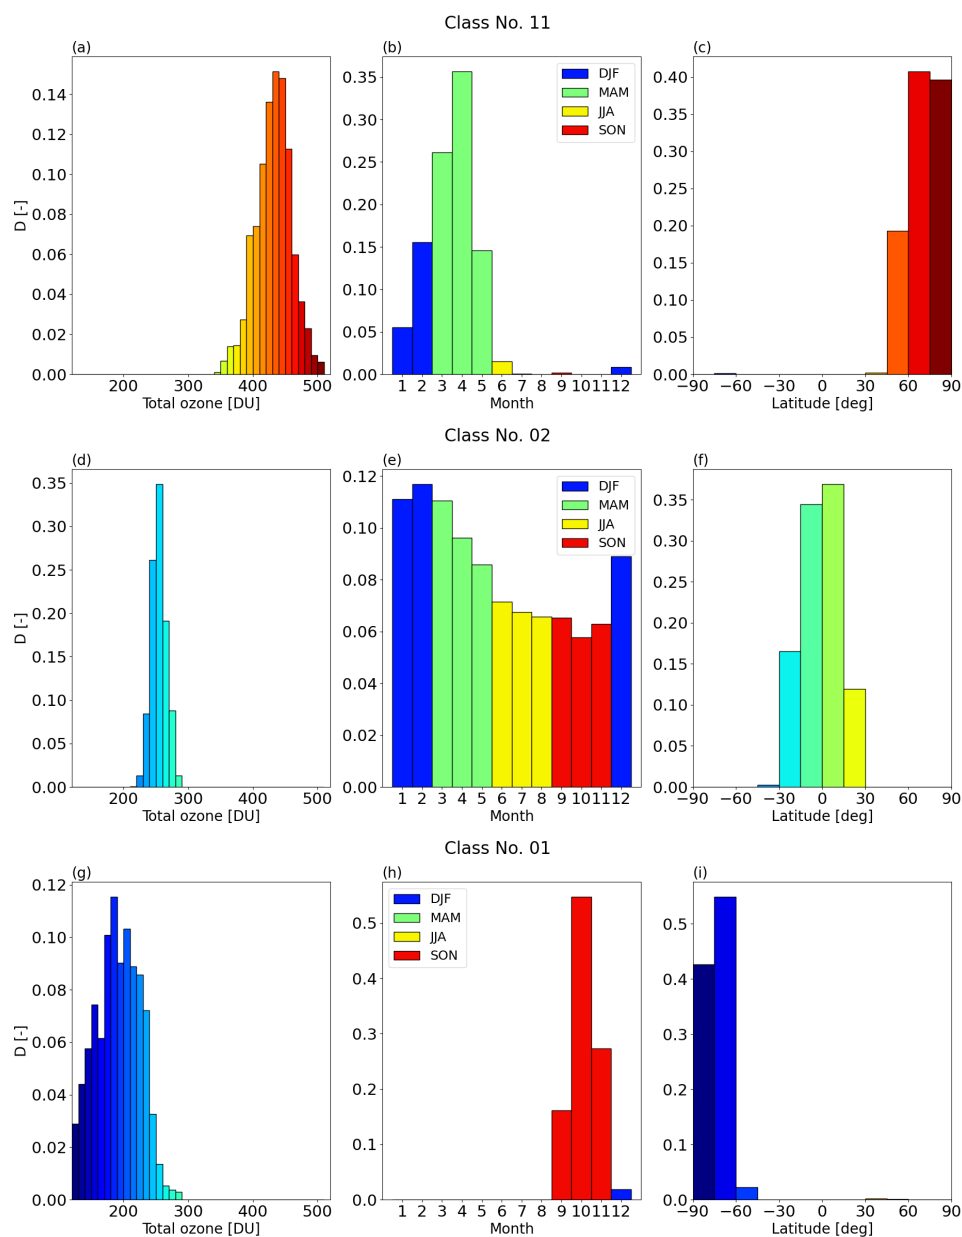 Class No. 11
(a) (b) (c)
D [-]
0.14
0.12
0.10
0.08
0.06
0.04
0.02
0.00
200 300 400 500
Total ozone [DU]
0.35
0.30
0.25
0.20
0.15
0.10
0.05
0.00
DJF
MAM
JJA
SON
1 2 3 4 5 6 7 8 9 10 11 12
Month
0.40
0.35
0.30
0.25
0.20
0.15
0.10
0.05
0.00
−90 −60 −30 0 30 60 90
Latitude [deg]
Class No. 02
(d) (e) (f)
D [-]
0.35
0.30
0.25
0.20
0.15
0.10
0.05
0.00
200 300 400 500
Total ozone [DU]
0.12
0.10
0.08
0.06
0.04
0.02
0.00
DJF
MAM
JJA
SON
1 2 3 4 5 6 7 8 9 10 11 12
Month
0.35
0.30
0.25
0.20
0.15
0.10
0.05
0.00
−90 −60 −30 0 30 60 90
Latitude [deg]
Class No. 01
(g) (h) (i)
D [-]
0.12
0.10
0.08
0.06
0.04
0.02
0.00
200 300 400 500
Total ozone [DU]
0.5
0.4
0.3
0.2
0.1
0.0
DJF
MAM
JJA
SON
1 2 3 4 5 6 7 8 9 10 11 12
Month
0.5
0.4
0.3
0.2
0.1
0.0
−90 −60 −30 0 30 60 90
Latitude [deg]